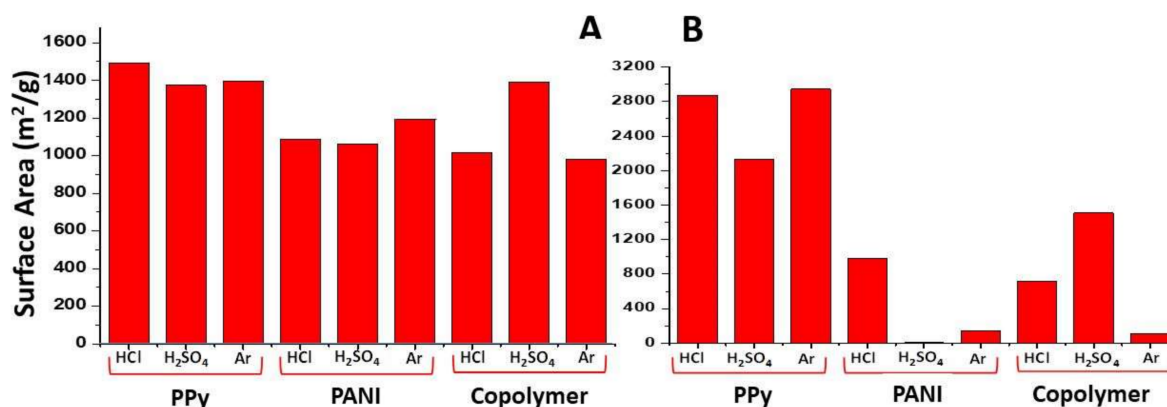 A
Surface Area (m²/g)
1600
1400
1200
1000
800
600
400
200
0
HCl H₂SO₄ Ar HCl H₂SO₄ Ar HCl H₂SO₄ Ar
PPy PANI Copolymer
B
3200
2800
2400
2000
1600
1200
800
400
0
HCl H₂SO₄ Ar HCl H₂SO₄ Ar HCl H₂SO₄ Ar
PPy PANI Copolymer